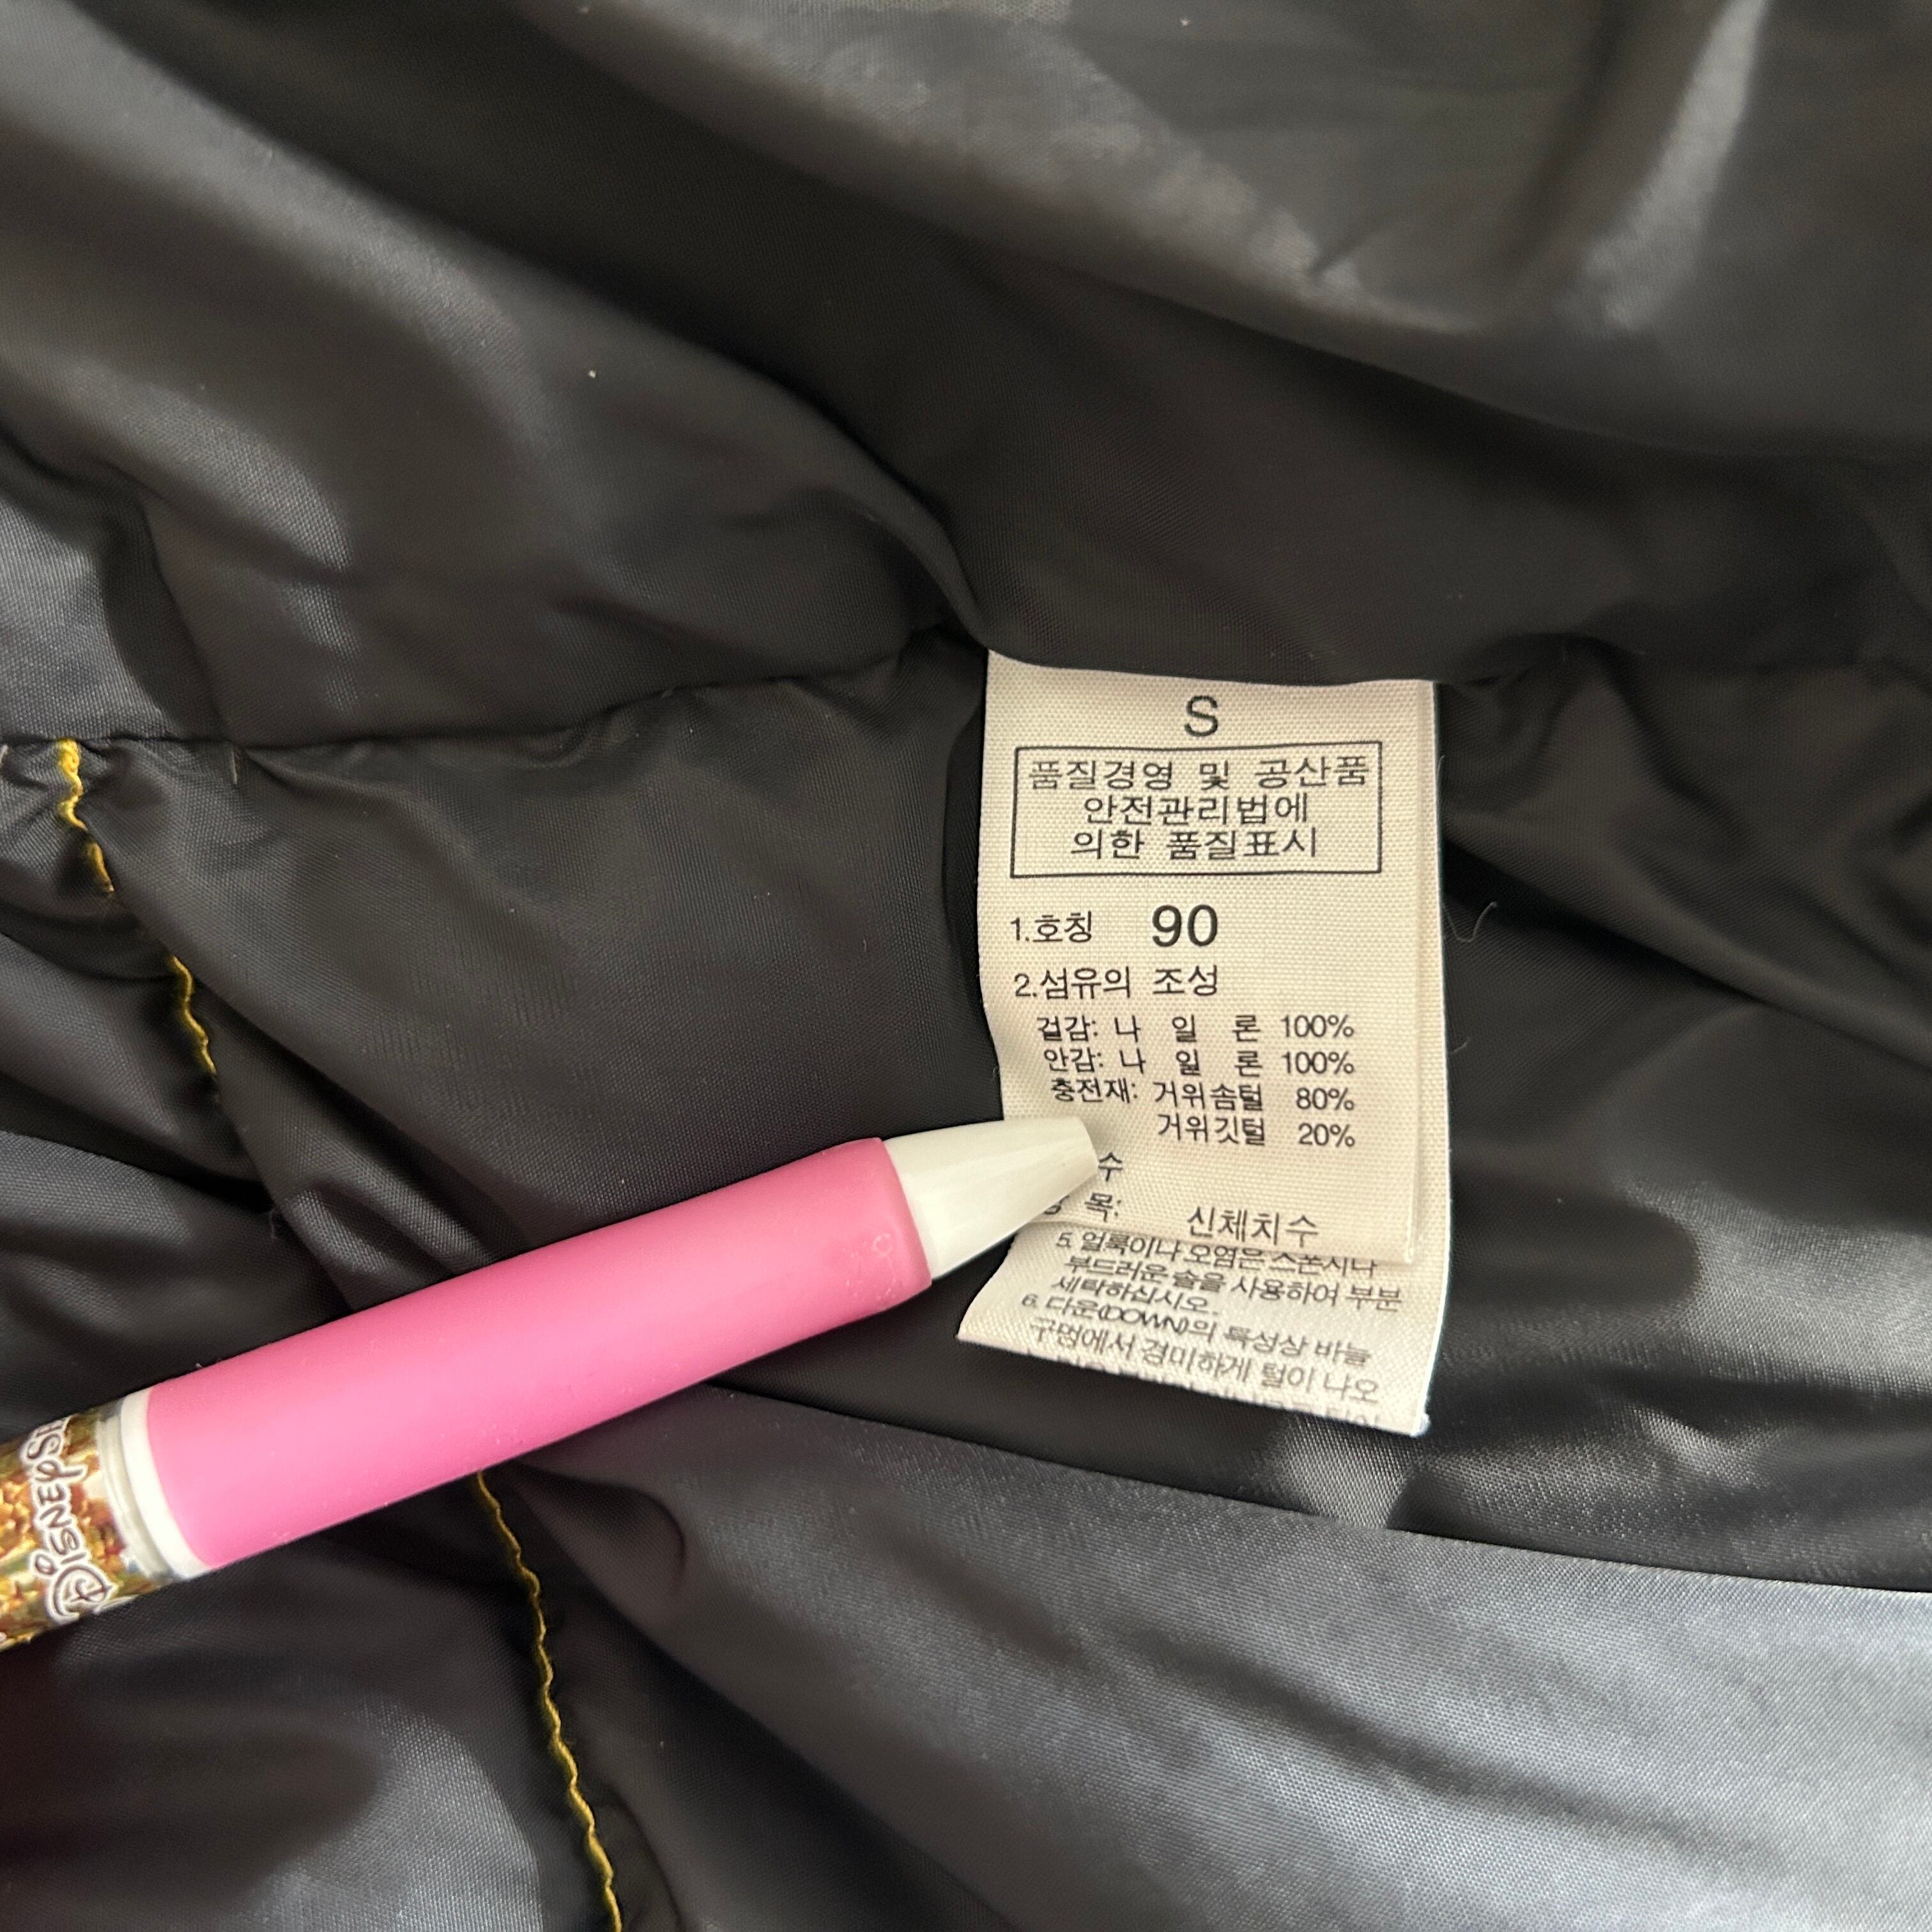 S
품질경영 및 공산품
안전관리법에
의한 품질표시
1.호칭 90
2.섬유의 조성
겉감: 나 일 론 100%
안감: 나 일 론 100%
충전재: 거위솜털 80%
거위깃털 20%
수
목: 신체치수
5. 얼룩이나 오염은 스폰지나
부드러운 솔을 사용하여 부분
세탁하십시오.
6. 다운(DOWN)의 특성상 바늘
구멍에서 경미하게 털이 나오
Disney